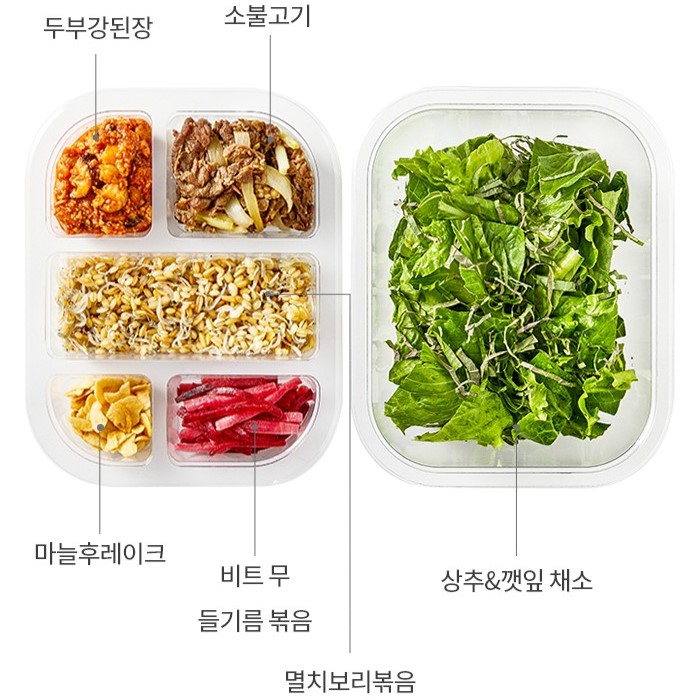 두부강된장
소불고기
마늘후레이크
비트 무
들기름 볶음
상추&깻잎 채소
멸치보리볶음